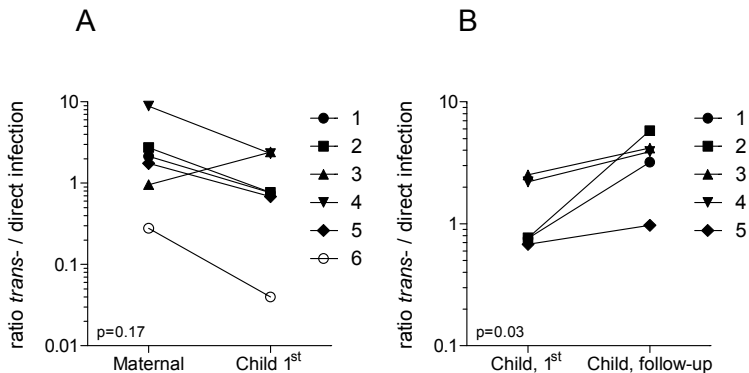 A
ratio trans- / direct infection
10
1
0.1
0.01
p=0.17
Maternal
Child 1st
1
2
3
4
5
6
B
ratio trans- / direct infection
10
1
0.1
p=0.03
Child, 1st
Child, follow-up
1
2
3
4
5